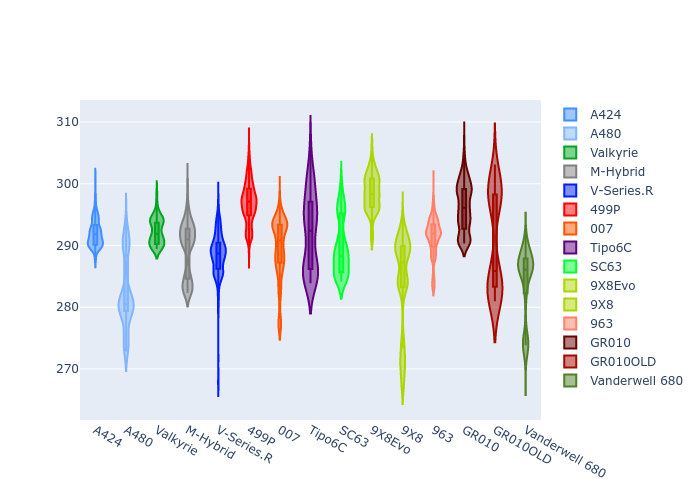 310
300
290
280
270
A424
A480
Valkyrie
M-Hybrid
V-Series.R
499P
007
Tipo6C
SC63
9X8Evo
9X8
963
GR010
GR010OLD
Vanderwell 680
A424
A480
Valkyrie
M-Hybrid
V-Series.R
499P
007
Tipo6C
SC63
9X8Evo
9X8
963
GR010
GR010OLD
Vanderwell 680